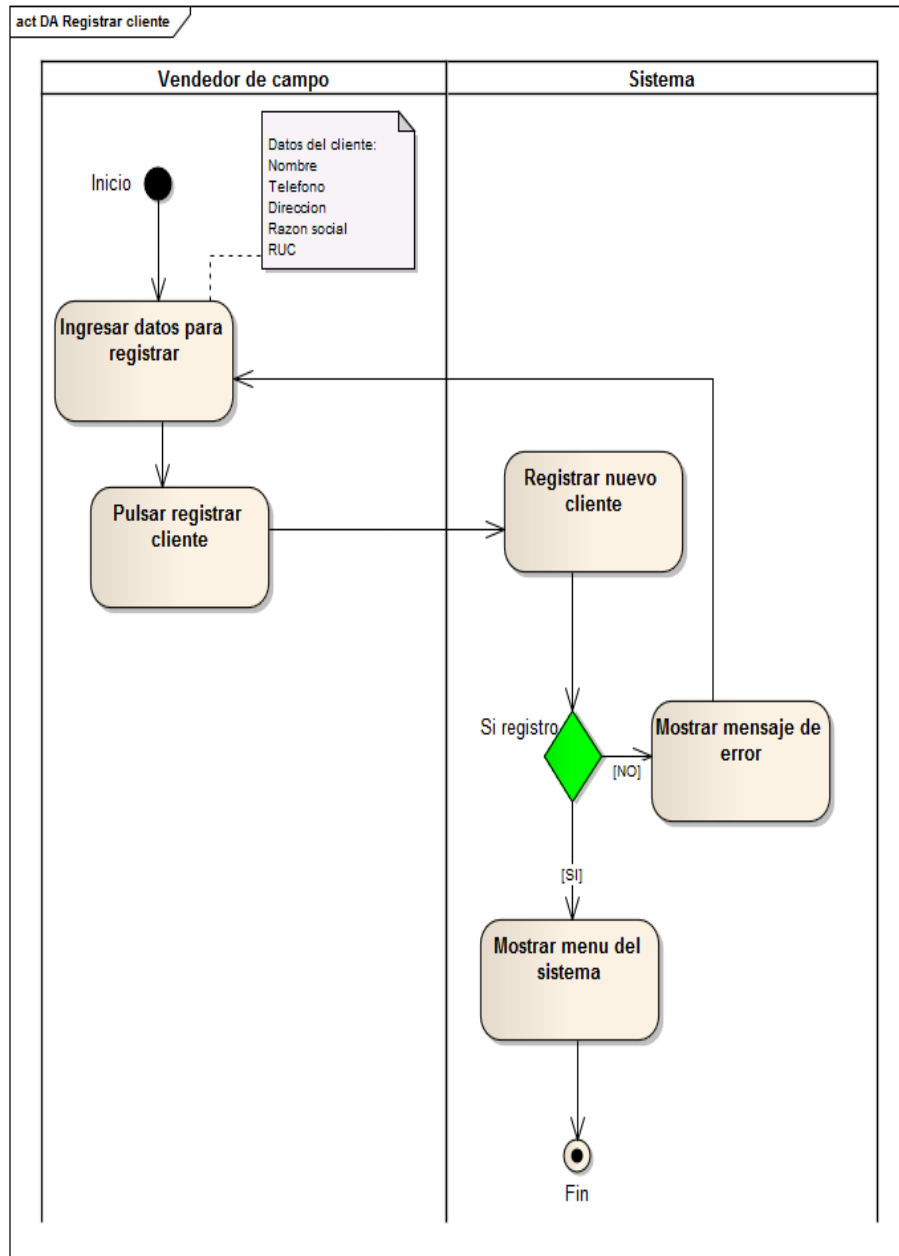 act DA Registrar cliente
Vendedor de campo
Sistema
Datos del cliente:
Nombre
Telefono
Direccion
Razon social
RUC
Inicio
Ingresar datos para
registrar
Pulsar registrar
cliente
Registrar nuevo
cliente
Si registro
[NO]
Mostrar mensaje de
error
[SI]
Mostrar menu del
sistema
Fin